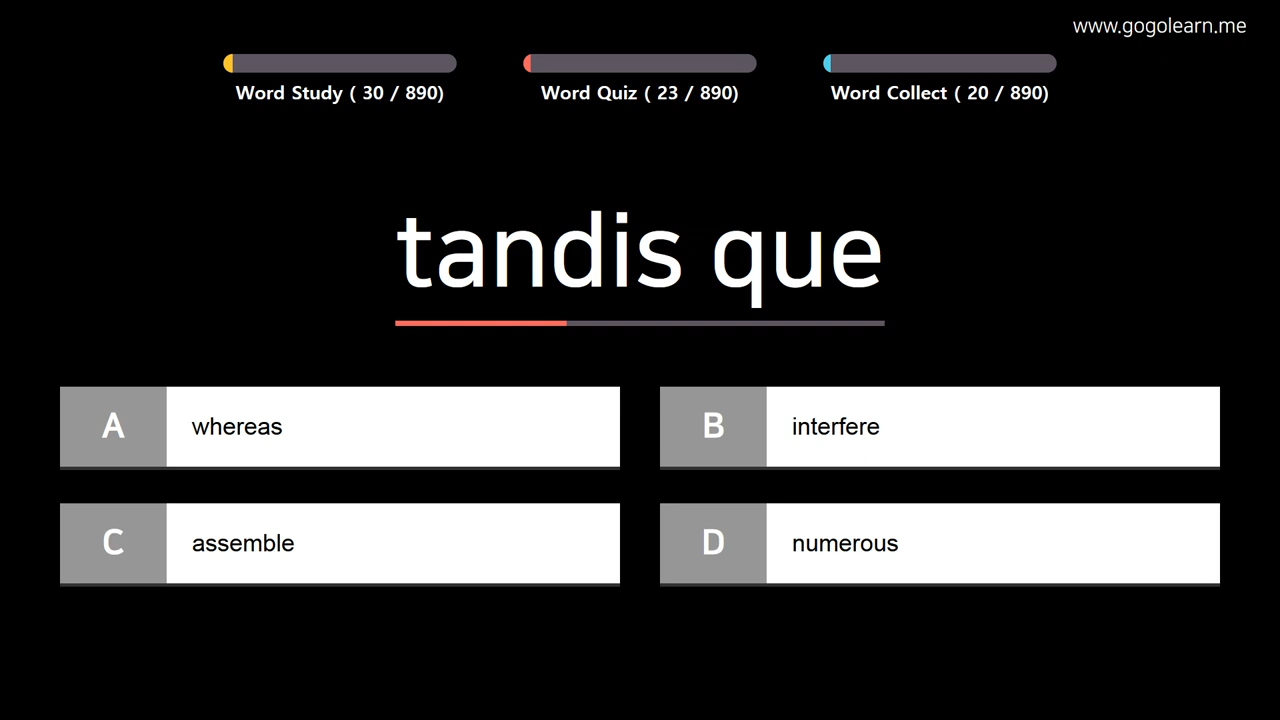 www.gogolearn.me
Word Study ( 30 / 890)
Word Quiz ( 23 / 890)
Word Collect ( 20 / 890)
tandis que
A whereas
B interfere
C assemble
D numerous